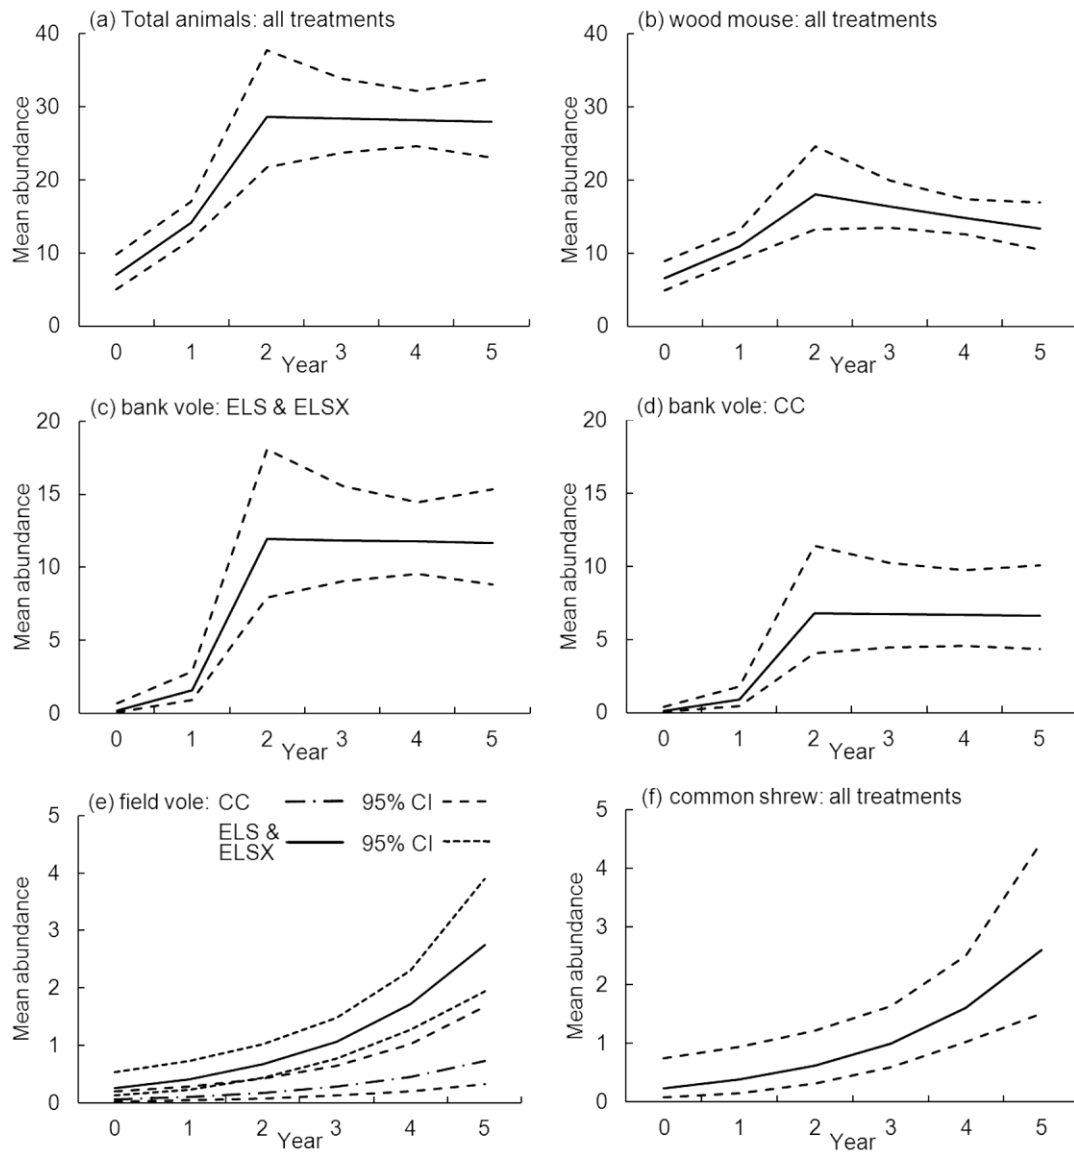 (a) Total animals: all treatments
40
30
20
10
0
Mean abundance
0 1 2 3 4 5
Year
(b) wood mouse: all treatments
40
30
20
10
0
Mean abundance
0 1 2 3 4 5
Year
(c) bank vole: ELS & ELSX
20
15
10
5
0
Mean abundance
0 1 2 3 4 5
Year
(d) bank vole: CC
20
15
10
5
0
Mean abundance
0 1 2 3 4 5
Year
(e) field vole: CC 95% CI
ELS & ELSX 95% CI
5
4
3
2
1
0
Mean abundance
0 1 2 3 4 5
Year
(f) common shrew: all treatments
5
4
3
2
1
0
Mean abundance
0 1 2 3 4 5
Year